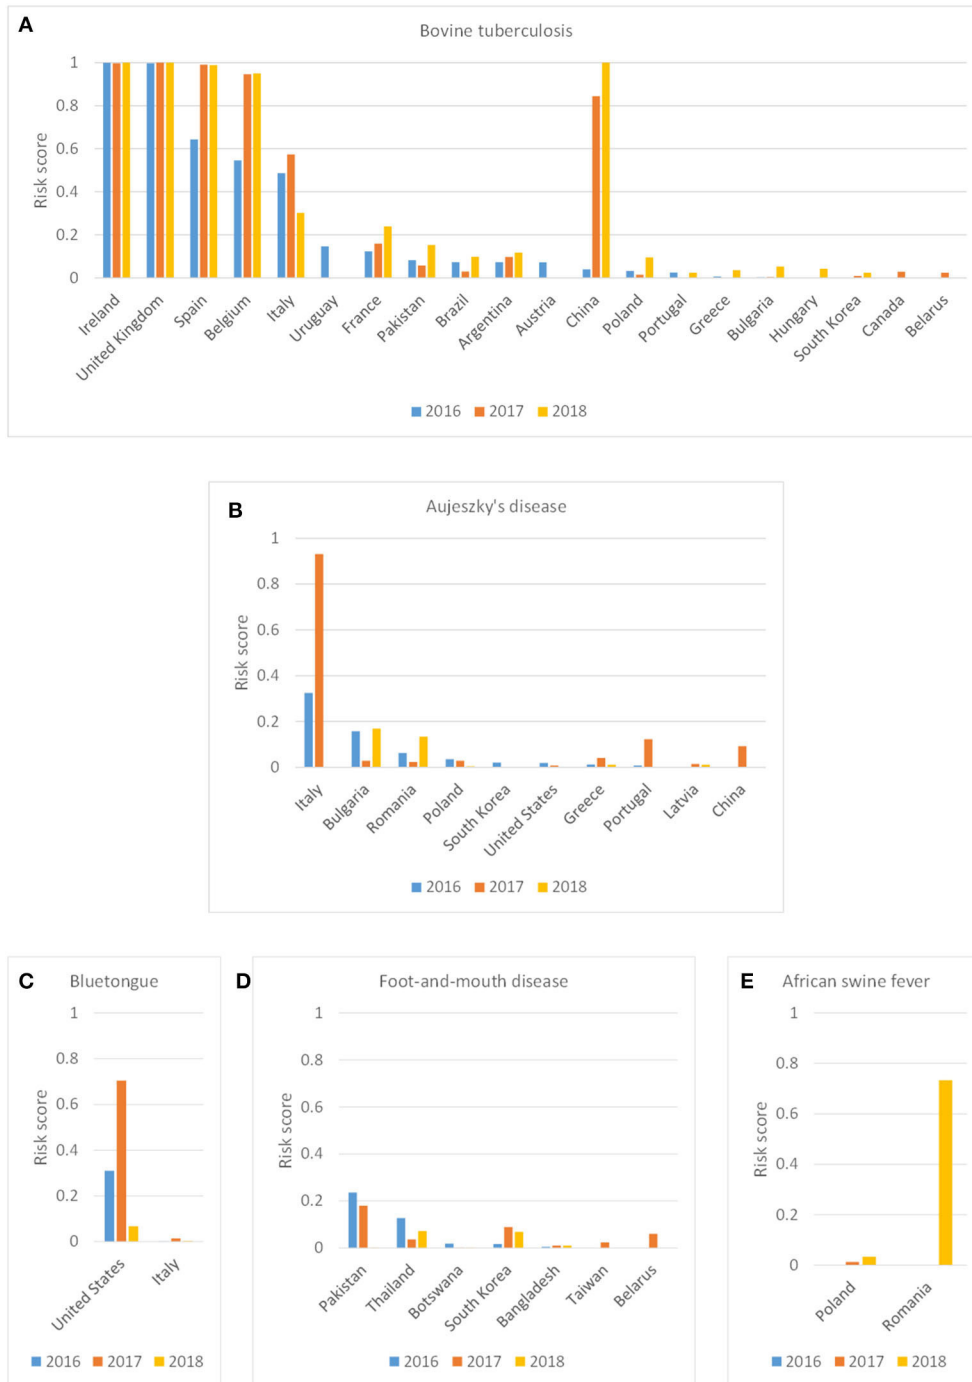 A
Bovine tuberculosis
Risk score
1
0.8
0.6
0.4
0.2
0
Ireland
United Kingdom
Spain
Belgium
Italy
Uruguay
France
Pakistan
Brazil
Argentina
Austria
China
Poland
Portugal
Greece
Bulgaria
Hungary
South Korea
Canada
Belarus
2016 2017 2018
B
Aujeszky's disease
Risk score
1
0.8
0.6
0.4
0.2
0
Italy
Bulgaria
Romania
Poland
South Korea
United States
Greece
Portugal
Latvia
China
2016 2017 2018
C
Bluetongue
Risk score
1
0.8
0.6
0.4
0.2
0
United States
Italy
2016 2017 2018
D
Foot-and-mouth disease
Risk score
1
0.8
0.6
0.4
0.2
0
Pakistan
Thailand
Botswana
South Korea
Bangladesh
Taiwan
Belarus
2016 2017 2018
E
African swine fever
Risk score
1
0.8
0.6
0.4
0.2
0
Poland
Romania
2016 2017 2018